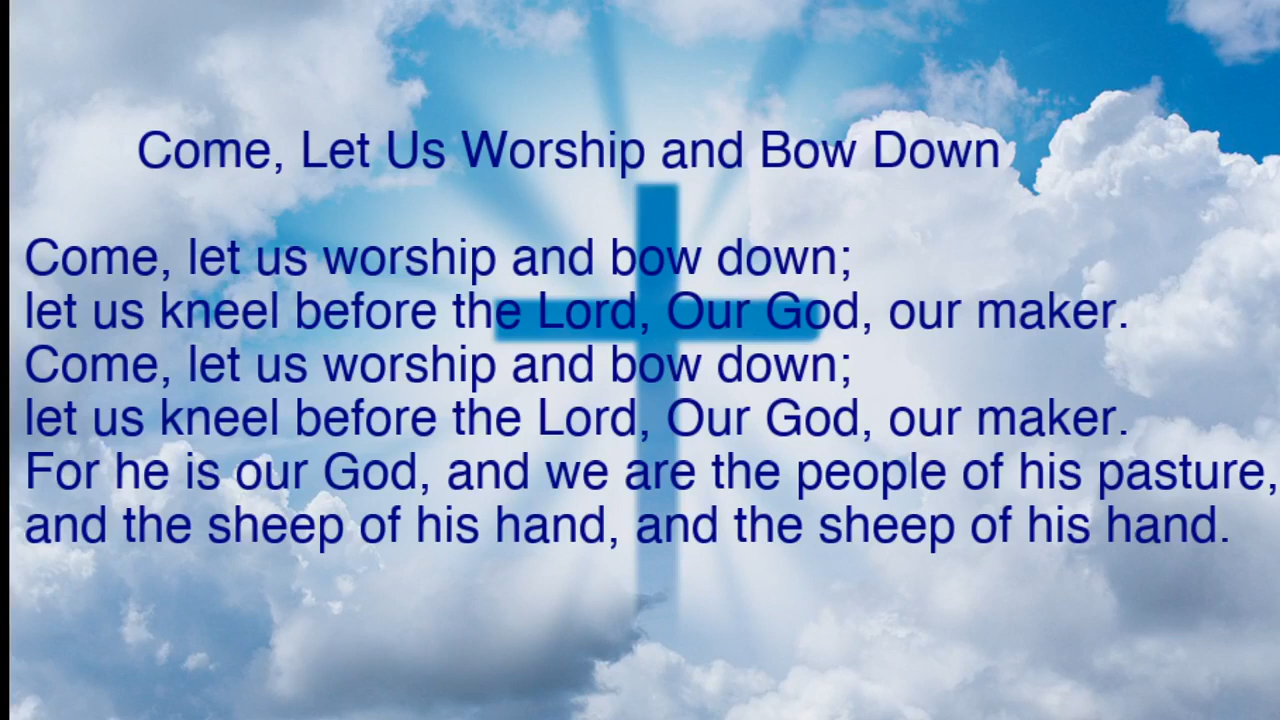 Come, Let Us Worship and Bow Down
Come, let us worship and bow down;
let us kneel before the Lord, Our God, our maker.
Come, let us worship and bow down;
let us kneel before the Lord, Our God, our maker.
For he is our God, and we are the people of his pasture,
and the sheep of his hand, and the sheep of his hand.